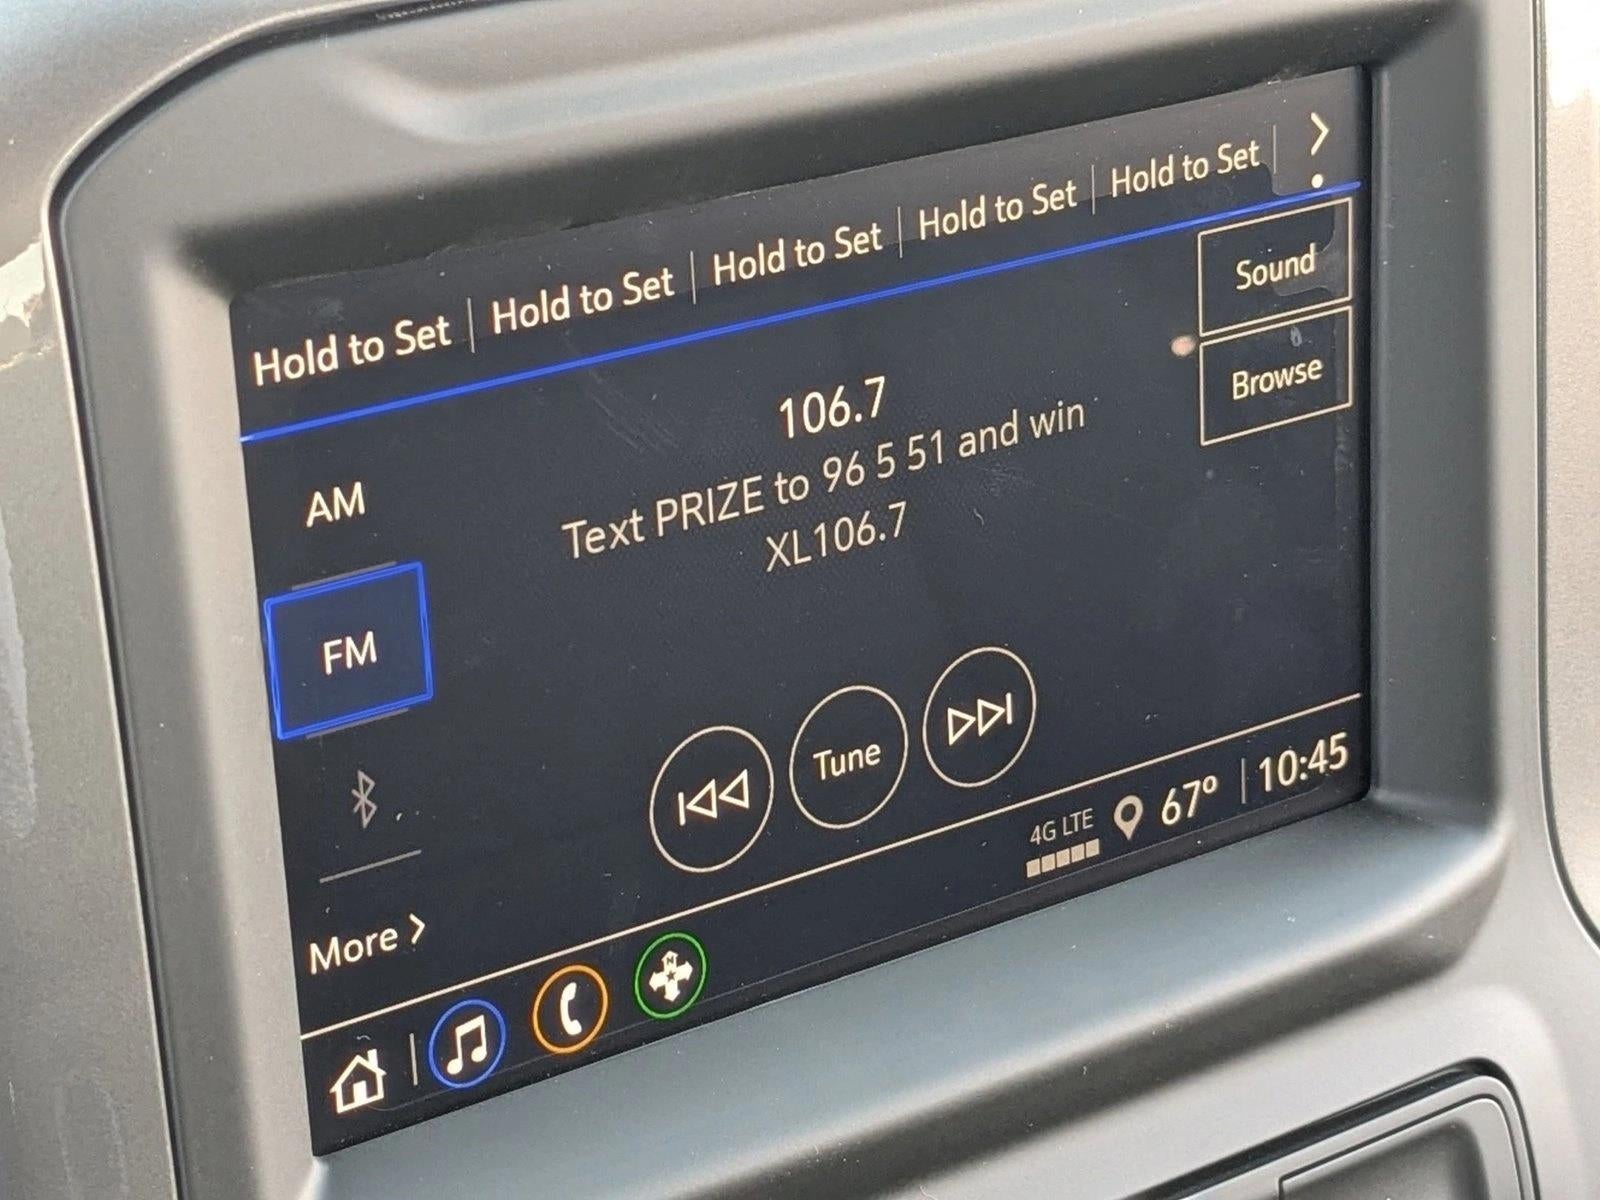 Hold to Set Hold to Set Hold to Set Hold to Set Hold to Set
Sound
Browse
106.7
Text PRIZE to 96 5 51 and win
XL106.7
AM
FM
Tune
More
4G LTE 67° 10:45
N